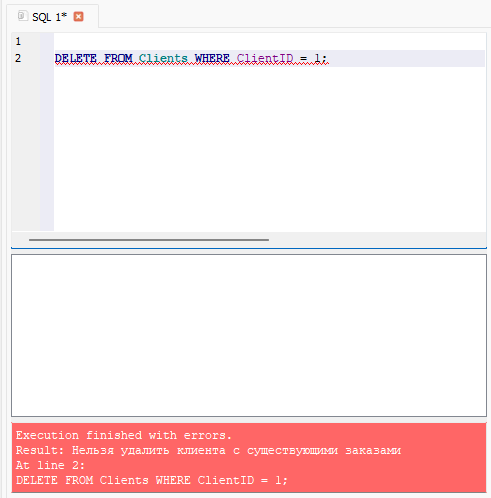 SQL 1*
1
2 DELETE FROM Clients WHERE ClientID = 1;
Execution finished with errors.
Result: Нельзя удалить клиента с существующими заказами
At line 2:
DELETE FROM Clients WHERE ClientID = 1;